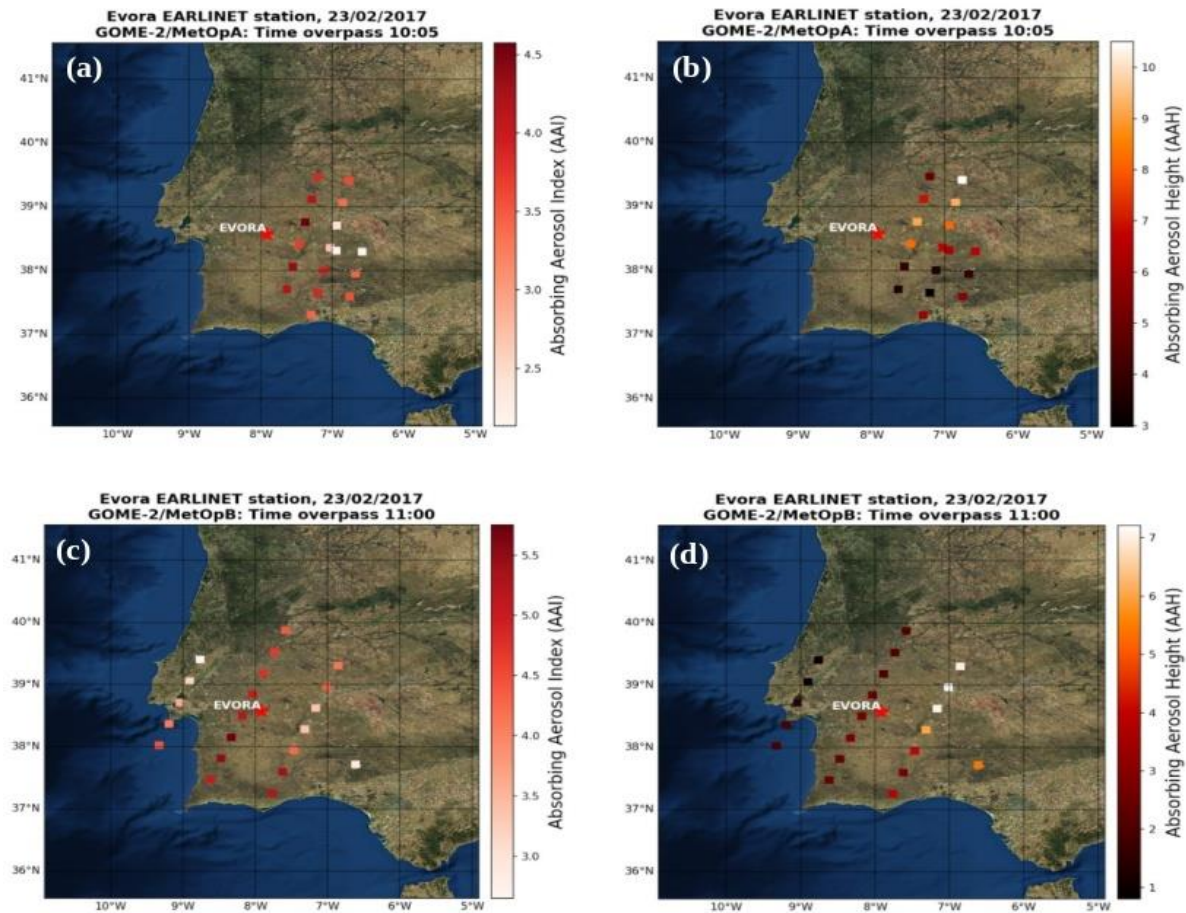 Evora EARLINET station, 23/02/2017
GOME-2/MetOpA: Time overpass 10:05
(a)
EVORA
41°N
40°N
39°N
38°N
37°N
36°N
10°W 9°W 8°W 7°W 6°W 5°W
4.5
4.0
3.5
3.0
2.5
Absorbing Aerosol Index (AAI)
Evora EARLINET station, 23/02/2017
GOME-2/MetOpA: Time overpass 10:05
(b)
EVORA
41°N
40°N
39°N
38°N
37°N
36°N
10°W 9°W 8°W 7°W 6°W 5°W
10
9
8
7
6
5
4
3
Absorbing Aerosol Height (AAH)
Evora EARLINET station, 23/02/2017
GOME-2/MetOpB: Time overpass 11:00
(c)
EVORA
41°N
40°N
39°N
38°N
37°N
36°N
10°W 9°W 8°W 7°W 6°W 5°W
5.5
5.0
4.5
4.0
3.5
3.0
Absorbing Aerosol Index (AAI)
Evora EARLINET station, 23/02/2017
GOME-2/MetOpB: Time overpass 11:00
(d)
EVORA
41°N
40°N
39°N
38°N
37°N
36°N
10°W 9°W 8°W 7°W 6°W 5°W
7
6
5
4
3
2
1
Absorbing Aerosol Height (AAH)